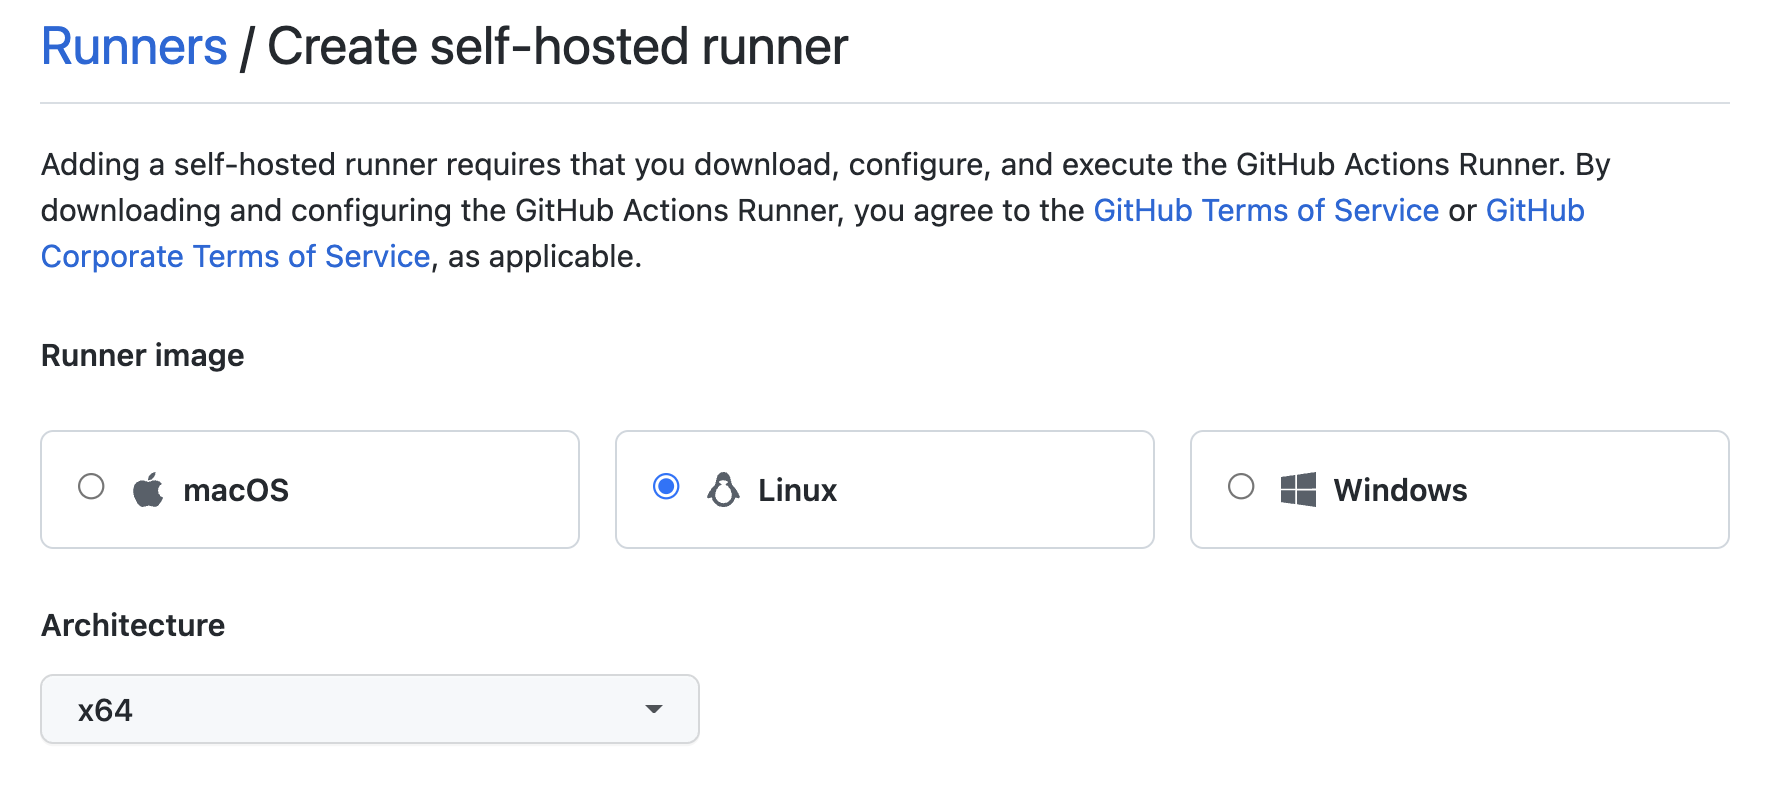 Runners / Create self-hosted runner
Adding a self-hosted runner requires that you download, configure, and execute the GitHub Actions Runner. By
downloading and configuring the GitHub Actions Runner, you agree to the GitHub Terms of Service or GitHub
Corporate Terms of Service, as applicable.
Runner image
macOS
Linux
Windows
Architecture
x64